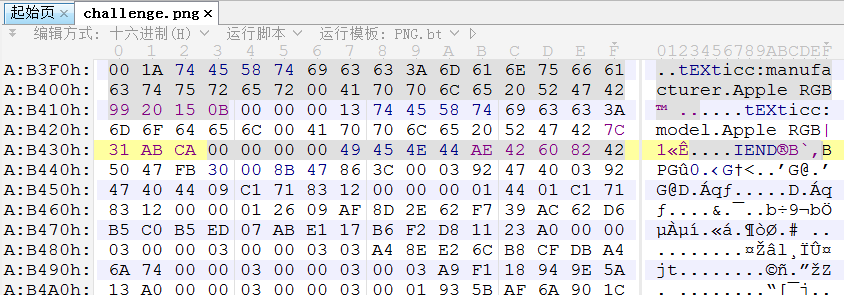 起始页 × challenge.png ×
编辑方式: 十六进制(H) 运行脚本 运行模板: PNG.bt
0 1 2 3 4 5 6 7 8 9 A B C D E F 0123456789ABCDEF
A:B3F0h: 00 1A 74 45 58 74 69 63 63 3A 6D 61 6E 75 66 61 ..tEXticc:manufa
A:B400h: 63 74 75 72 65 72 00 41 70 70 6C 65 20 52 47 42 cturer.Apple RGB
A:B410h: 99 20 15 0B 00 00 00 13 74 45 58 74 69 63 63 3A ™ ......tEXticc:
A:B420h: 6D 6F 64 65 6C 00 41 70 70 6C 65 20 52 47 42 7C model.Apple RGB|
A:B430h: 31 AB CA 00 00 00 00 49 45 4E 44 AE 42 60 82 42 1«Ê....IEND®B`‚B
A:B440h: 50 47 FB 30 00 8B 47 86 3C 00 03 92 47 40 03 92 PGû0.‹G†<..’G@.’
A:B450h: 47 40 44 09 C1 71 83 12 00 00 00 01 44 01 C1 71 G@D.Áqƒ.....D.Áq
A:B460h: 83 12 00 00 01 26 09 AF 8D 2E 62 F7 39 AC 62 D6 ƒ....&.¯..b÷9¬bÖ
A:B470h: B5 C0 B5 ED 07 AB E1 17 B6 F2 D8 11 23 A0 00 00 µÀµí.«á.¶òØ.# ..
A:B480h: 03 00 00 03 00 00 03 03 A4 8E E2 6C B8 CF DB A4 ........¤Žâl¸ÏÛ¤
A:B490h: 6A 74 00 00 03 00 00 03 00 03 A9 F1 18 94 9E 5A jt........©ñ.”žZ
A:B4A0h: 13 A0 00 00 03 00 03 00 00 01 93 5B AF 6A 90 1C . ........“[¯j..